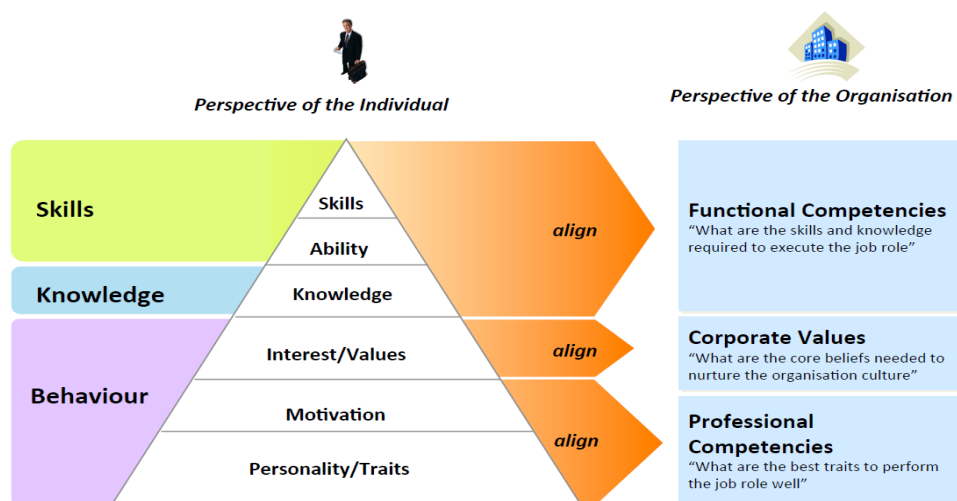 Perspective of the Individual
Perspective of the Organisation
Skills
Knowledge
Behaviour
Skills
Ability
Knowledge
Interest/Values
Motivation
Personality/Traits
align
align
align
Functional Competencies
“What are the skills and knowledge
required to execute the job role”
Corporate Values
“What are the core beliefs needed to
nurture the organisation culture”
Professional
Competencies
“What are the best traits to perform
the job role well”